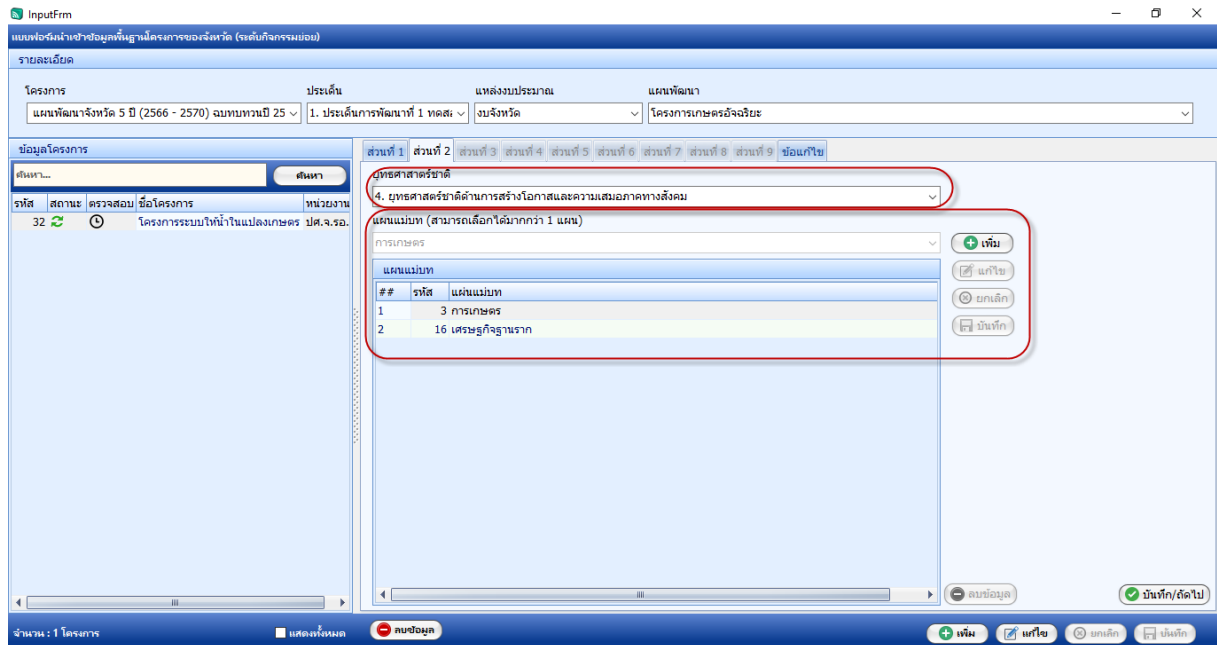 InputFrm
แบบฟอร์มนำเข้าข้อมูลพื้นฐานโครงการของจังหวัด (ระดับกิจกรรมย่อย)
รายละเอียด
โครงการ ประเด็น แหล่งงบประมาณ แผนพัฒนา
แผนพัฒนาจังหวัด 5 ปี (2566 - 2570) ฉบบทบทวนปี 25 1. ประเด็นการพัฒนาที่ 1 ทดสะ งบจังหวัด โครงการเกษตรอัจฉริยะ
ข้อมูลโครงการ
ส่วนที่ 1 ส่วนที่ 2 ส่วนที่ 3 ส่วนที่ 4 ส่วนที่ 5 ส่วนที่ 6 ส่วนที่ 7 ส่วนที่ 8 ส่วนที่ 9 ข้อแก้ไข
ค้นหา... ค้นหา
ยุทธศาสาตร์ชาติ
4. ยุทธศาสตร์ชาติด้านการสร้างโอกาสและความเสมอภาคทางสังคม
รหัส สถานะ ตรวจสอบ ชื่อโครงการ หน่วยงาน
32 โครงการระบบให้น้ำในแปลงเกษตร ปศ.จ.รอ.
แผนแม่บท (สามารถเลือกได้มากกว่า 1 แผน)
การเกษตร เพิ่ม
แผนแม่บท แก้ไข
## รหัส แผ่นแม่บท
ยกเลิก
1 3 การเกษตร
2 16 เศรษฐกิจฐานราก บันทึก
ลบข้อมูล บันทึก/ถัดไป
จำนวน : 1 โครงการ แสดงทั้งหมด ลบข้อมูล เพิ่ม แก้ไข ยกเลิก บันทึก